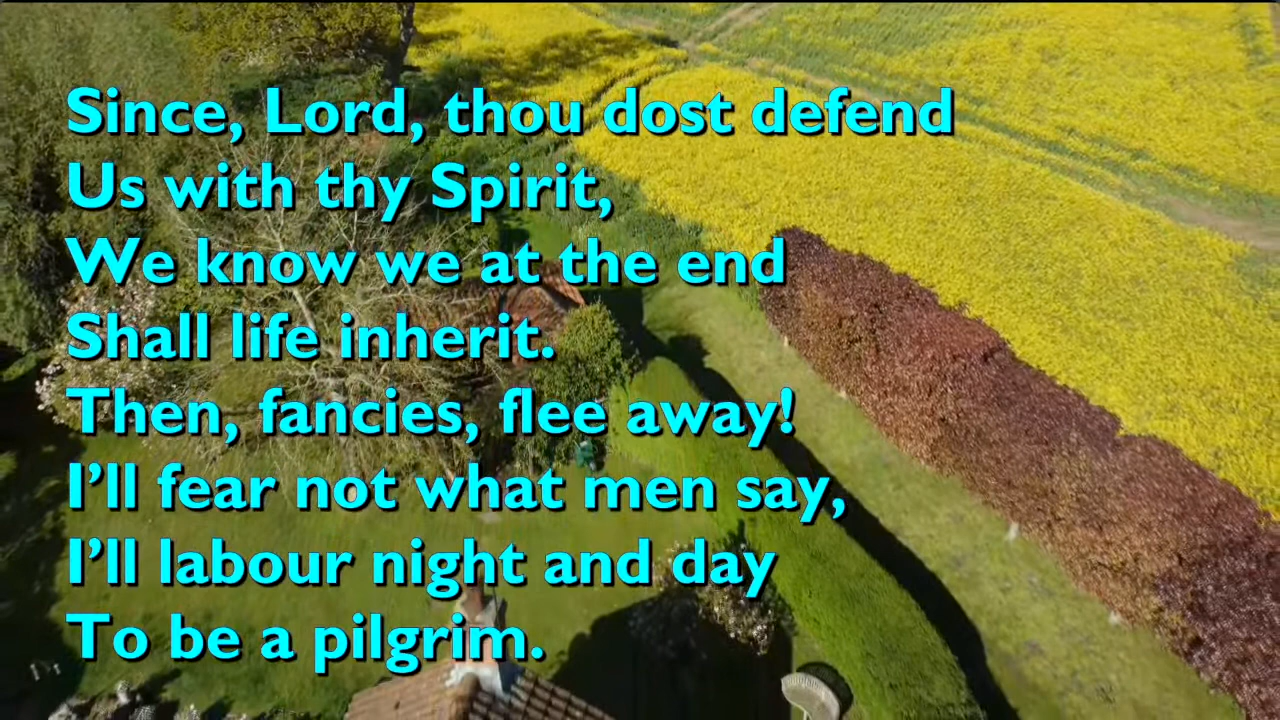 Since, Lord, thou dost defend
Us with thy Spirit,
We know we at the end
Shall life inherit.
Then, fancies, flee away!
I’ll fear not what men say,
I’ll labour night and day
To be a pilgrim.